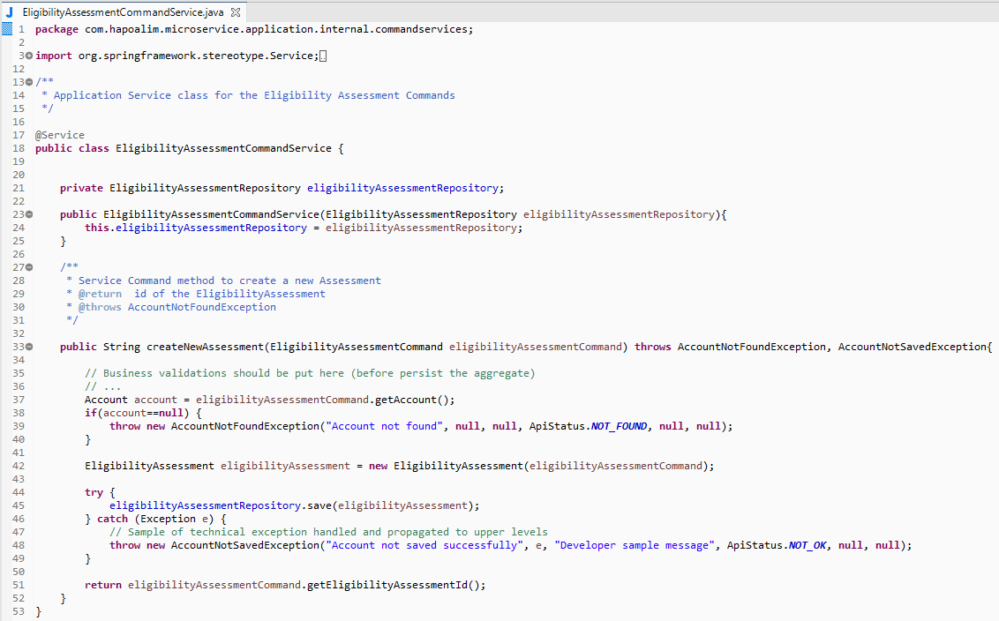 EligibilityAssessmentCommandService.java
1 package com.hapoalim.microservice.application.internal.commandservices;
2
3 import org.springframework.stereotype.Service;
12
13 /**
14 * Application Service class for the Eligibility Assessment Commands
15 */
16
17 @Service
18 public class EligibilityAssessmentCommandService {
19
20
21 private EligibilityAssessmentRepository eligibilityAssessmentRepository;
22
23 public EligibilityAssessmentCommandService(EligibilityAssessmentRepository eligibilityAssessmentRepository){
24 this.eligibilityAssessmentRepository = eligibilityAssessmentRepository;
25 }
26
27 /**
28 * Service Command method to create a new Assessment
29 * @return id of the EligibilityAssessment
30 * @throws AccountNotFoundException
31 */
32
33 public String createNewAssessment(EligibilityAssessmentCommand eligibilityAssessmentCommand) throws AccountNotFoundException, AccountNotSavedException{
34
35 // Business validations should be put here (before persist the aggregate)
36 // ...
37 Account account = eligibilityAssessmentCommand.getAccount();
38 if(account==null) {
39 throw new AccountNotFoundException("Account not found", null, null, ApiStatus.NOT_FOUND, null, null);
40 }
41
42 EligibilityAssessment eligibilityAssessment = new EligibilityAssessment(eligibilityAssessmentCommand);
43
44 try {
45 eligibilityAssessmentRepository.save(eligibilityAssessment);
46 } catch (Exception e) {
47 // Sample of technical exception handled and propagated to upper levels
48 throw new AccountNotSavedException("Account not saved successfully", e, "Developer sample message", ApiStatus.NOT_OK, null, null);
49 }
50
51 return eligibilityAssessmentCommand.getEligibilityAssessmentId();
52 }
53 }